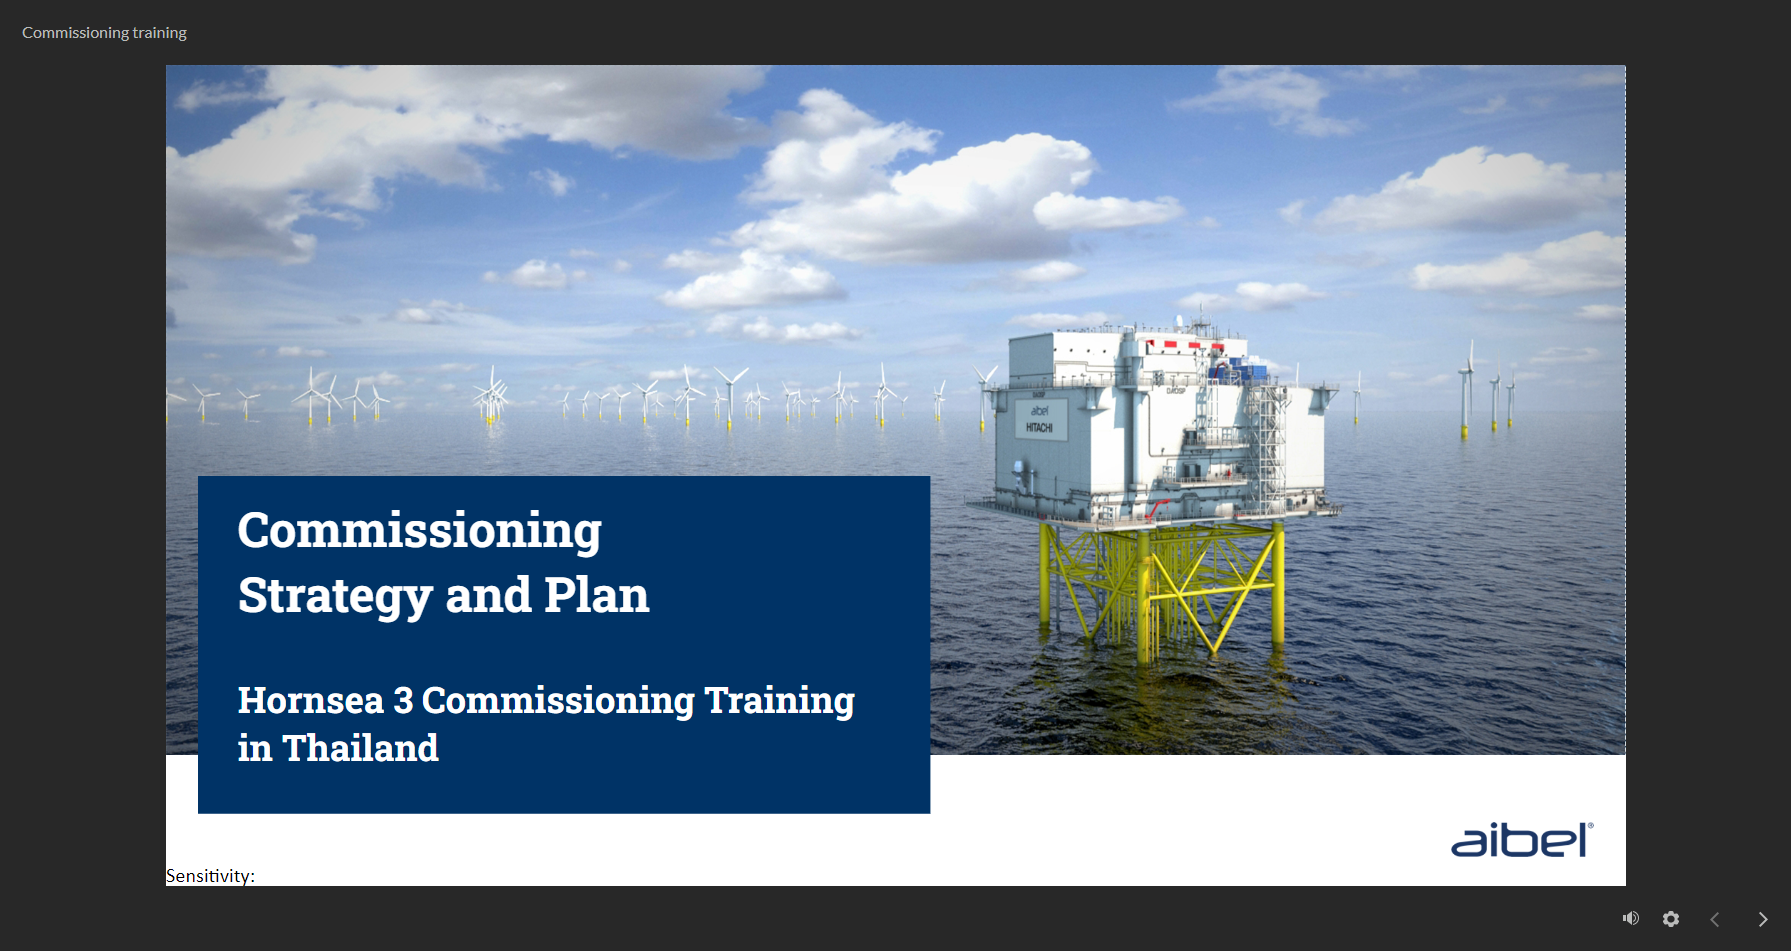 Commissioning training
aibel
HITACHI
Commissioning
Strategy and Plan
Hornsea 3 Commissioning Training
in Thailand
aibel®
Sensitivity: